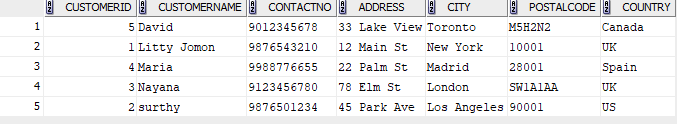 CUSTOMERID CUSTOMERNAME CONTACTNO ADDRESS CITY POSTALCODE COUNTRY
1 5 David 9012345678 33 Lake View Toronto M5H2N2 Canada
2 1 Litty Jomon 9876543210 12 Main St New York 10001 UK
3 4 Maria 9988776655 22 Palm St Madrid 28001 Spain
4 3 Nayana 9123456780 78 Elm St London SW1A1AA UK
5 2 surthy 9876501234 45 Park Ave Los Angeles 90001 US